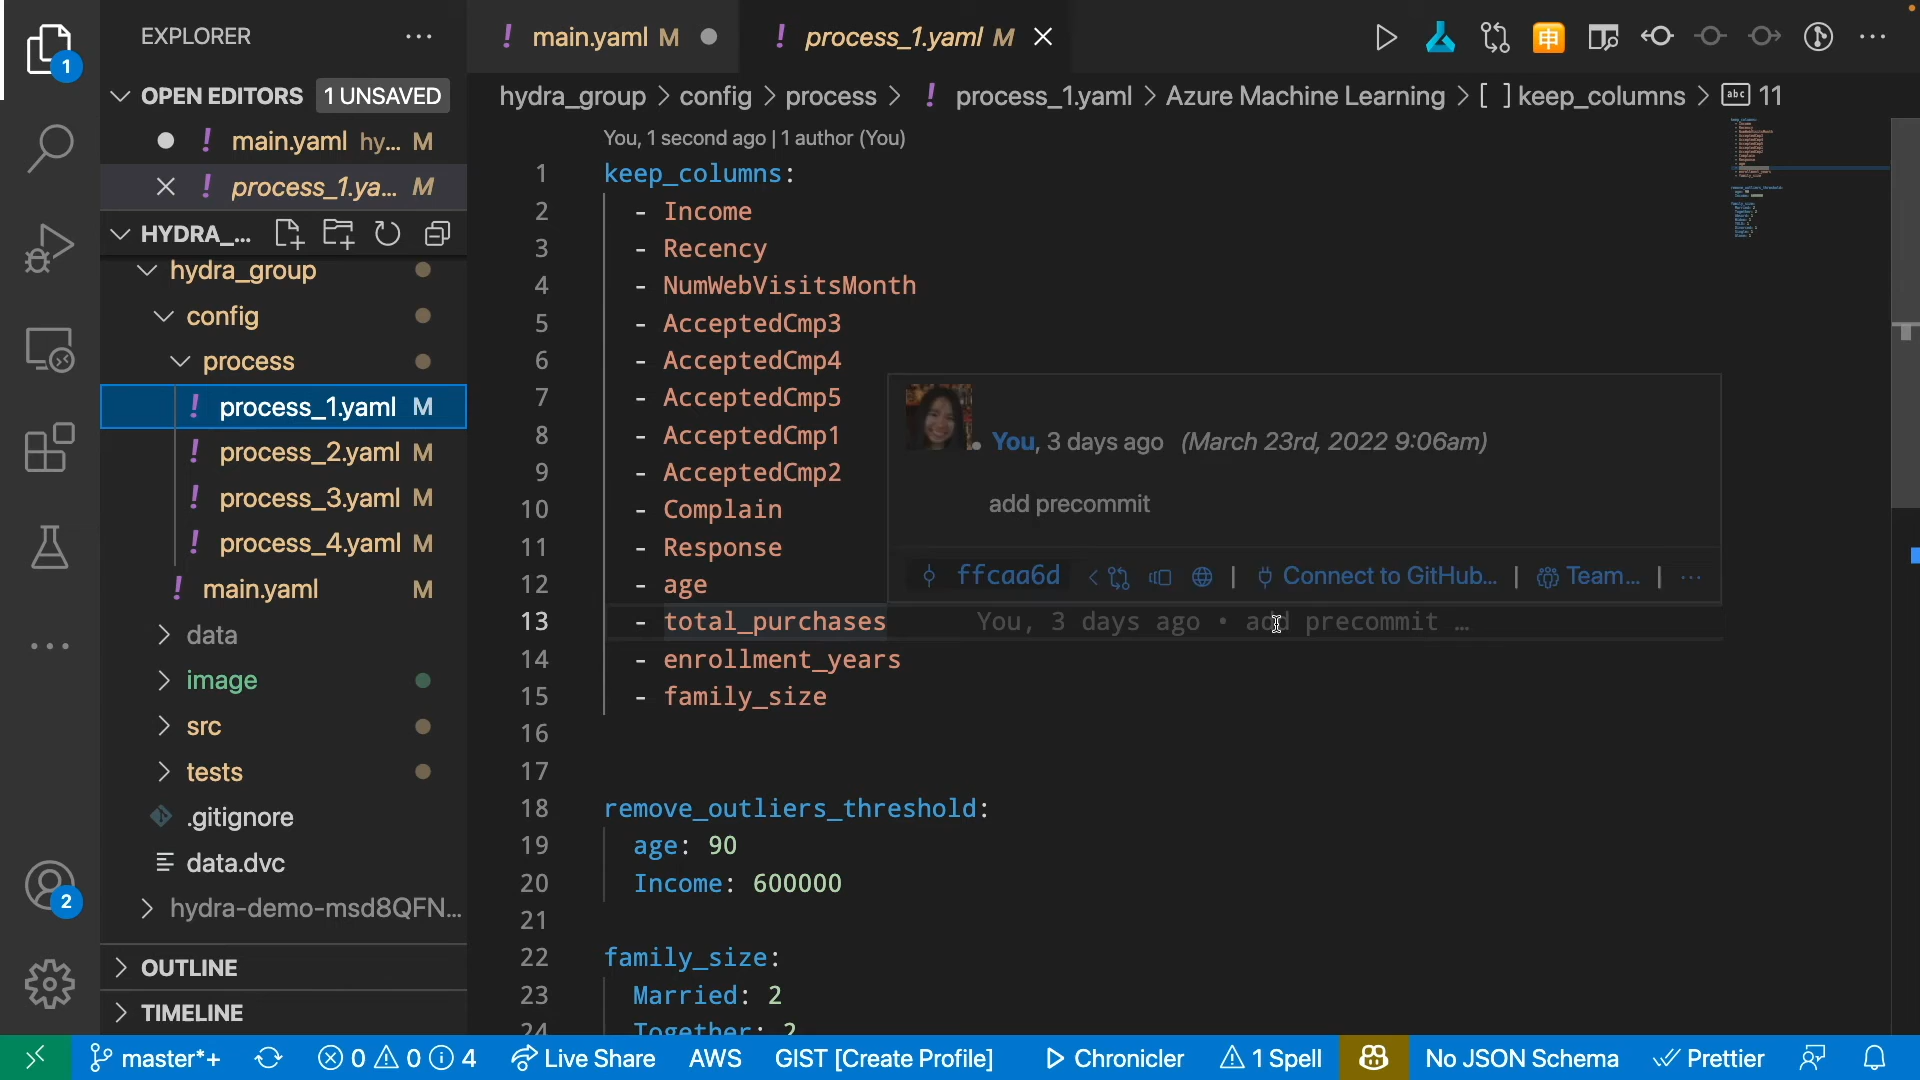 EXPLORER
OPEN EDITORS 1 UNSAVED
! main.yaml hy... M
! process_1.ya... M
HYDRA_...
hydra_group
config
process
! process_1.yaml M
! process_2.yaml M
! process_3.yaml M
! process_4.yaml M
! main.yaml M
data
image
src
tests
.gitignore
data.dvc
hydra-demo-msd8QFN...
OUTLINE
TIMELINE
1
2
! main.yaml M
! process_1.yaml M
申
hydra_group > config > process > ! process_1.yaml > Azure Machine Learning > [ ] keep_columns > abc 11
You, 1 second ago | 1 author (You)
1 keep_columns:
2 - Income
3 - Recency
4 - NumWebVisitsMonth
5 - AcceptedCmp3
6 - AcceptedCmp4
7 - AcceptedCmp5
8 - AcceptedCmp1
9 - AcceptedCmp2
10 - Complain
11 - Response
12 - age
13 - total_purchases You, 3 days ago • add precommit …
14 - enrollment_years
15 - family_size
16
17
18 remove_outliers_threshold:
19 age: 90
20 Income: 600000
21
22 family_size:
23 Married: 2
24 Together: 2
You, 3 days ago (March 23rd, 2022 9:06am)
add precommit
ffcaa6d | Connect to GitHub... | Team... | ...
master*+ 0 0 4 Live Share AWS GIST [Create Profile] Chronicler 1 Spell No JSON Schema Prettier